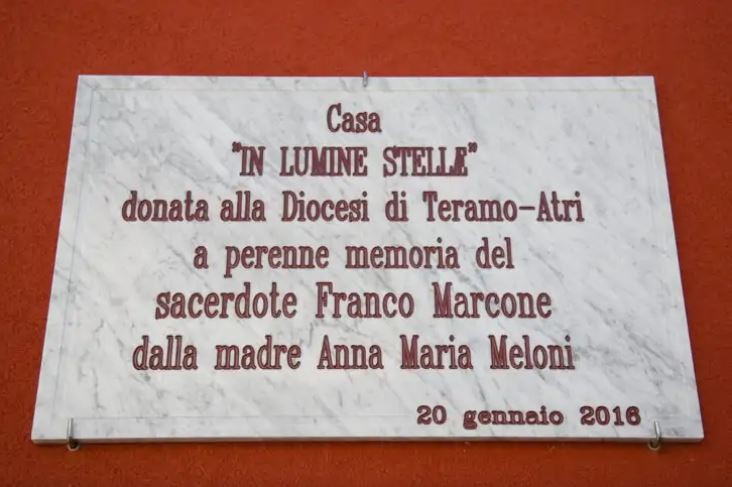 Casa
"IN LUMINE STELLÆ"
donata alla Diocesi di Teramo-Atri
a perenne memoria del
sacerdote Franco Marcone
dalla madre Anna Maria Meloni
20 gennaio 2016